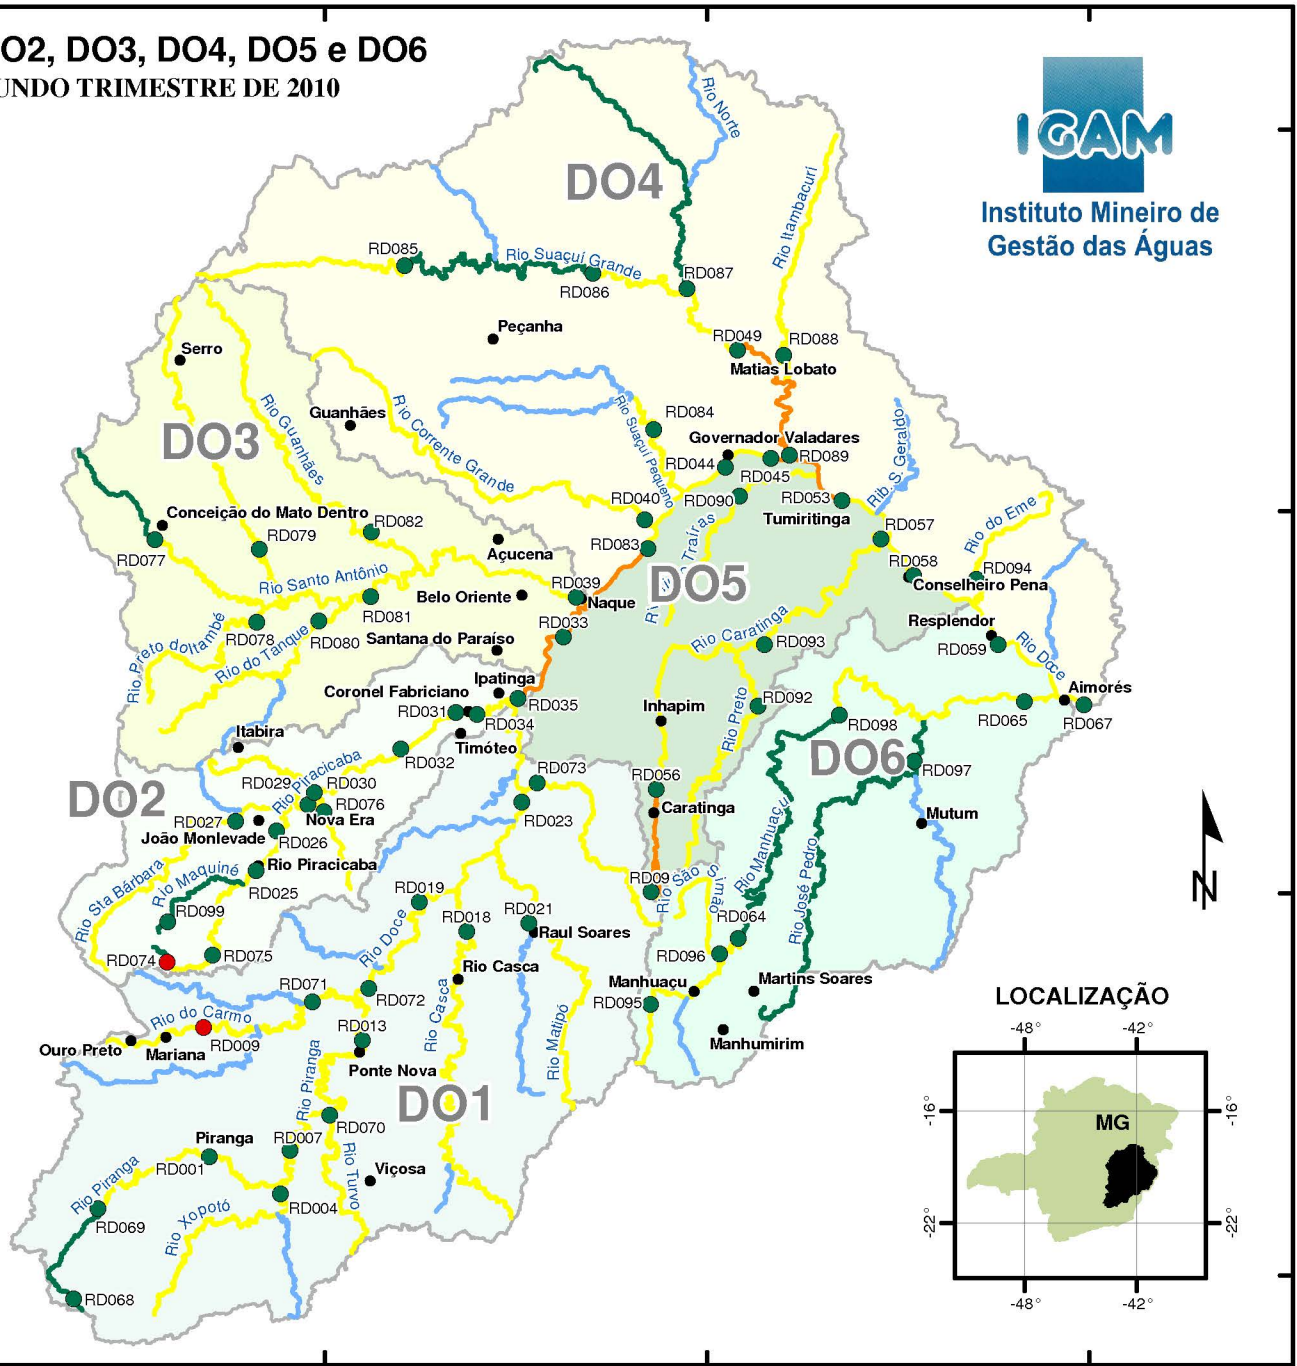 O2, DO3, DO4, DO5 e DO6
UNDO TRIMESTRE DE 2010
IGAM
Instituto Mineiro de
Gestão das Águas
Rio Norte
DO4
Rio Itambacuri
RD085
Rio Suaçuí Grande
RD086
RD087
Peçanha
RD049
RD088
Matias Lobato
Serro
Guanhães
Rio Guanhães
DO3
Rio Corrente Grande
Rio Suaçuí Pequeno
RD084
Governador Valadares
RD044
RD089
RD045
RD040
RD090
RD053
Tumiritinga
Rib. S. Geraldo
Conceição do Mato Dentro
RD082
RD077
RD079
Açucena
RD083
RD057
Rio do Eme
RD058
RD094
Conselheiro Pena
Rio Santo Antônio
RD039
Belo Oriente
Naque
DO5
Traíras
RD081
RD033
Rio Caratinga
RD093
Resplendor
RD059
Rio Doce
RD078
RD080
Santana do Paraíso
Rio Preto do Itambé
Rio do Tanque
Ipatinga
Coronel Fabriciano
RD031
RD035
RD034
Timóteo
Inhapim
RD092
Rio Preto
RD098
RD065
Aimorés
RD067
Itabira
RD032
DO6
RD097
DO2
RD029
RD030
Rio Piracicaba
RD076
Nova Era
RD073
RD023
RD056
Caratinga
Mutum
RD027
João Monlevade
RD026
Rio Piracicaba
RD025
Rio Maquiné
Rio Sta Bárbara
RD099
RD019
RD018
RD021
Raul Soares
RD09
Rio São Simão
Rio Manhuaçu
Rio José Pedro
RD064
RD096
RD074
RD075
Rio Doce
Rio Casca
RD071
RD072
Manhuaçu
Martins Soares
RD095
Manhumirim
Rio do Carmo
Ouro Preto
Mariana
RD009
RD013
Ponte Nova
Rio Casca
Rio Matipó
Rio Piranga
DO1
RD070
Piranga
RD007
RD001
Rio Turvo
Viçosa
Rio Piranga
RD069
RD004
Rio Xopotó
RD068
N
LOCALIZAÇÃO
-48°
-42°
-16°
-16°
MG
-22°
-22°
-48°
-42°